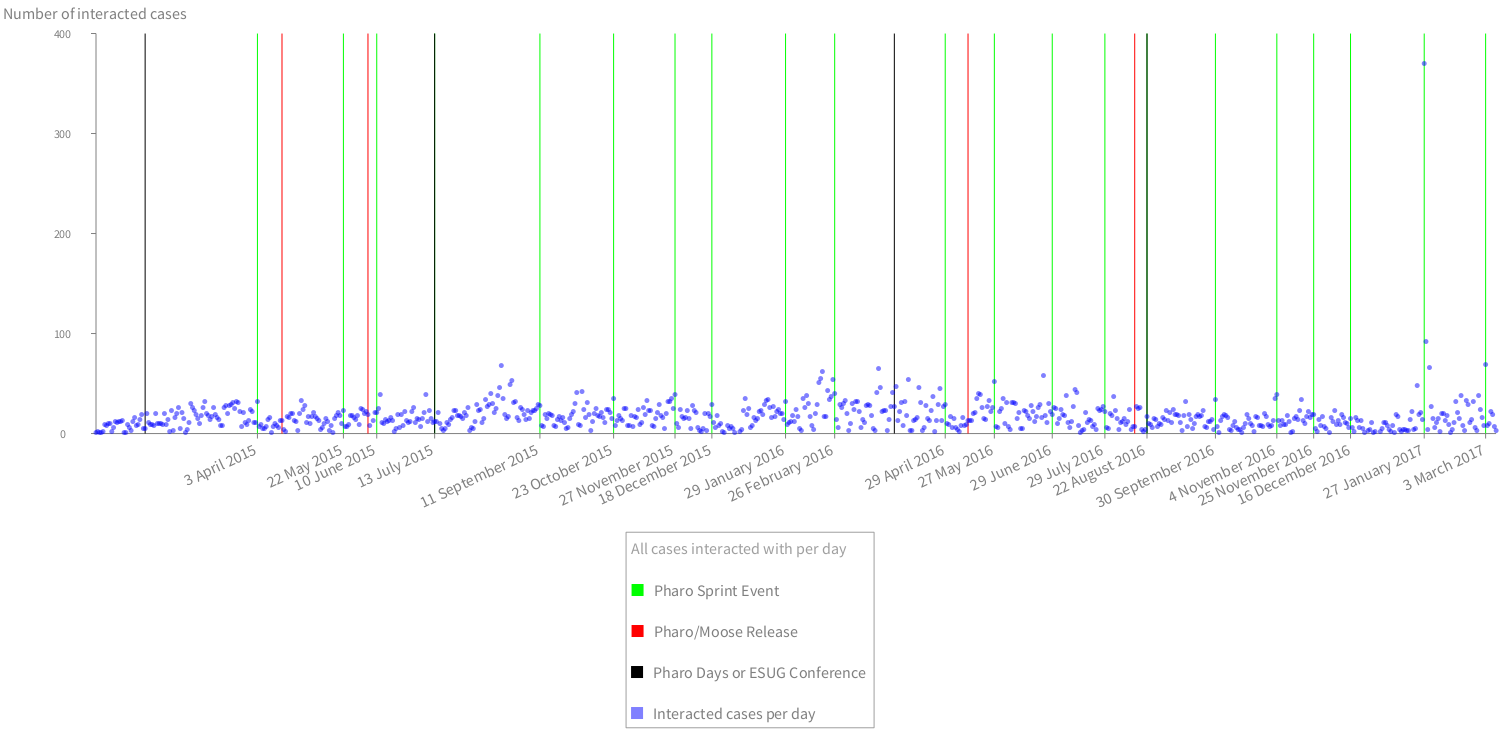 Number of interacted cases
400
300
200
100
0
3 April 2015
22 May 2015
10 June 2015
13 July 2015
11 September 2015
23 October 2015
27 November 2015
18 December 2015
29 January 2016
26 February 2016
29 April 2016
27 May 2016
29 June 2016
29 July 2016
22 August 2016
30 September 2016
4 November 2016
25 November 2016
16 December 2016
27 January 2017
3 March 2017
All cases interacted with per day
Pharo Sprint Event
Pharo/Moose Release
Pharo Days or ESUG Conference
Interacted cases per day